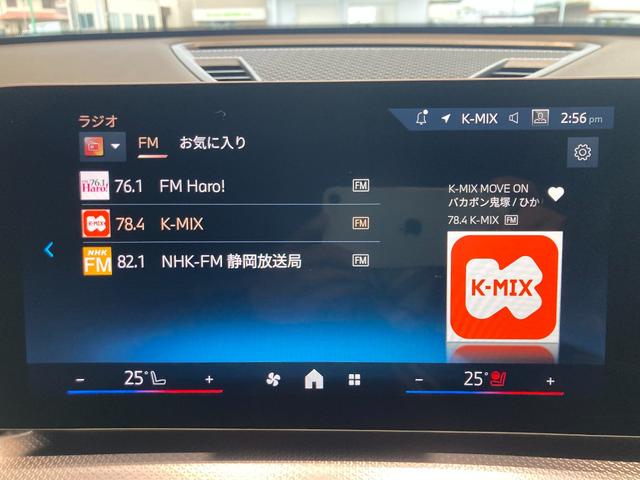 ラジオ
K-MIX 2:56 pm
FM お気に入り
76.1 Haro! 76.1 FM Haro! FM
K-MIX 78.4 K-MIX FM
NHK FM 82.1 NHK-FM 静岡放送局 FM
K-MIX MOVE ON
バカボン鬼塚 / ひか
78.4 K-MIX FM
K-MIX
− 25° + − 25° +